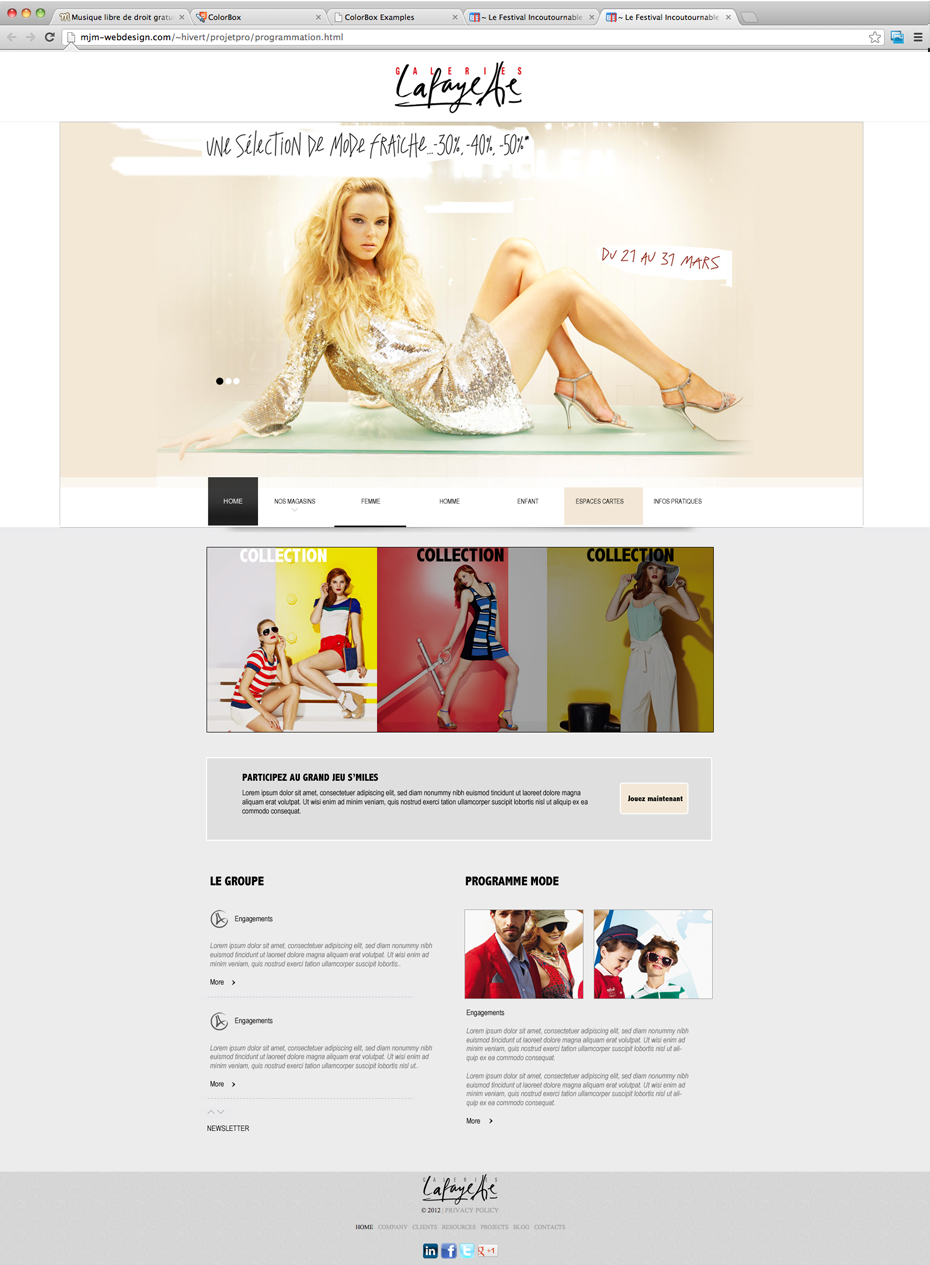 Musique libre de droit gratu
ColorBox
ColorBox Examples
~ Le Festival Incoutournable
~ Le Festival Incoutournable
mjm-webdesign.com/~hivert/projetpro/programmation.html
GALERIES
Lafayette
UNE SÉLECTION DE MODE FRAÎCHE...-30%, -40%, -50%*
DU 21 AU 31 MARS
HOME NOS MAGASINS FEMME HOMME ENFANT ESPACES CARTES INFOS PRATIQUES
COLLECTION COLLECTION COLLECTION
PARTICIPEZ AU GRAND JEU S'MILES
Lorem ipsum dolor sit amet, consectetuer adipiscing elit, sed diam nonummy nibh euismod tincidunt ut laoreet dolore magna
aliquam erat volutpat. Ut wisi enim ad minim veniam, quis nostrud exerci tation ullamcorper suscipit lobortis nisl ut aliquip ex ea
commodo consequat.
Jouez maintenant
LE GROUPE
Engagements
Lorem ipsum dolor sit amet, consectetuer adipiscing elit, sed diam nonummy nibh
euismod tincidunt ut laoreet dolore magna aliquam erat volutpat. Ut wisi enim ad
minim veniam, quis nostrud exerci tation ullamcorper suscipit lobortis..
More >
Engagements
Lorem ipsum dolor sit amet, consectetuer adipiscing elit, sed diam nonummy nibh
euismod tincidunt ut laoreet dolore magna aliquam erat volutpat. Ut wisi enim ad
minim veniam, quis nostrud exerci tation ullamcorper suscipit lobortis nisl ut..
More >
NEWSLETTER
PROGRAMME MODE
Engagements
Lorem ipsum dolor sit amet, consectetuer adipiscing elit, sed diam nonummy nibh
euismod tincidunt ut laoreet dolore magna aliquam erat volutpat. Ut wisi enim ad
minim veniam, quis nostrud exerci tation ullamcorper suscipit lobortis nisl ut ali-
quip ex ea commodo consequat.
Lorem ipsum dolor sit amet, consectetuer adipiscing elit, sed diam nonummy nibh
euismod tincidunt ut laoreet dolore magna aliquam erat volutpat. Ut wisi enim ad
minim veniam, quis nostrud exerci tation ullamcorper suscipit lobortis nisl ut ali-
quip ex ea commodo consequat.
More >
GALERIES
Lafayette
© 2012 | PRIVACY POLICY
HOME COMPANY CLIENTS RESOURCES PROJECTS BLOG CONTACTS
in f t g +1